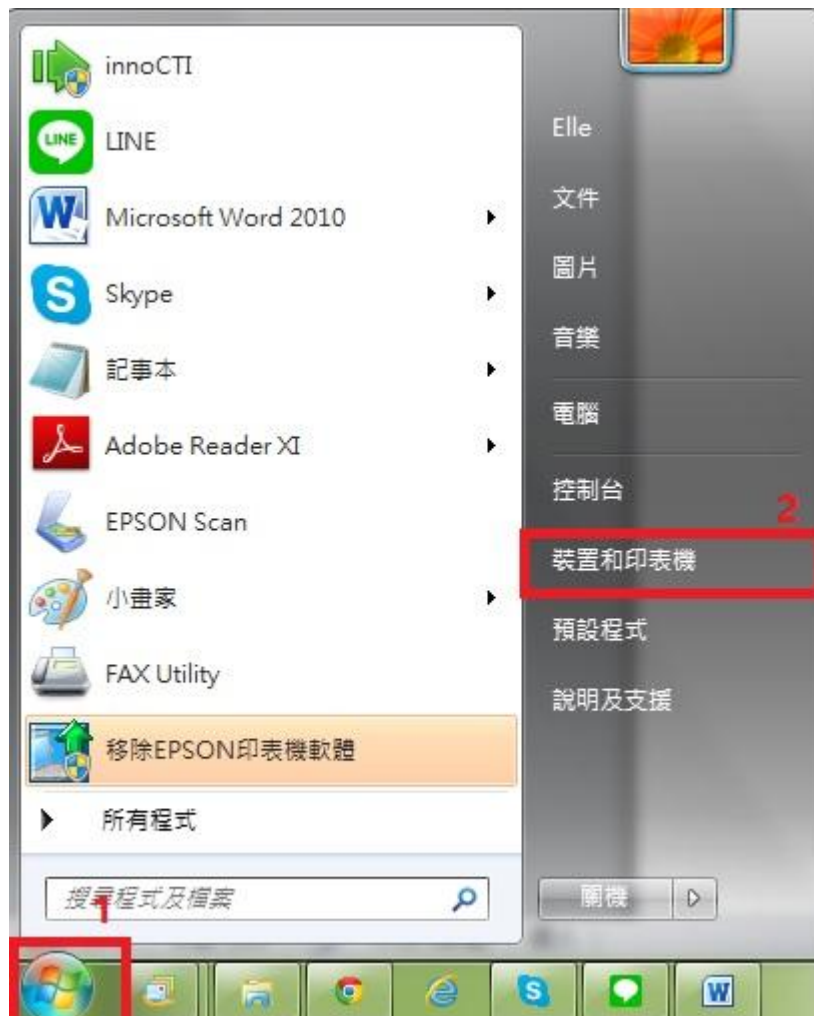 innoCTI
LINE
Microsoft Word 2010
Skype
記事本
Adobe Reader XI
EPSON Scan
小畫家
FAX Utility
移除EPSON印表機軟體
所有程式
搜尋程式及檔案
1
Elle
文件
圖片
音樂
電腦
控制台
2
裝置和印表機
預設程式
說明及支援
關機